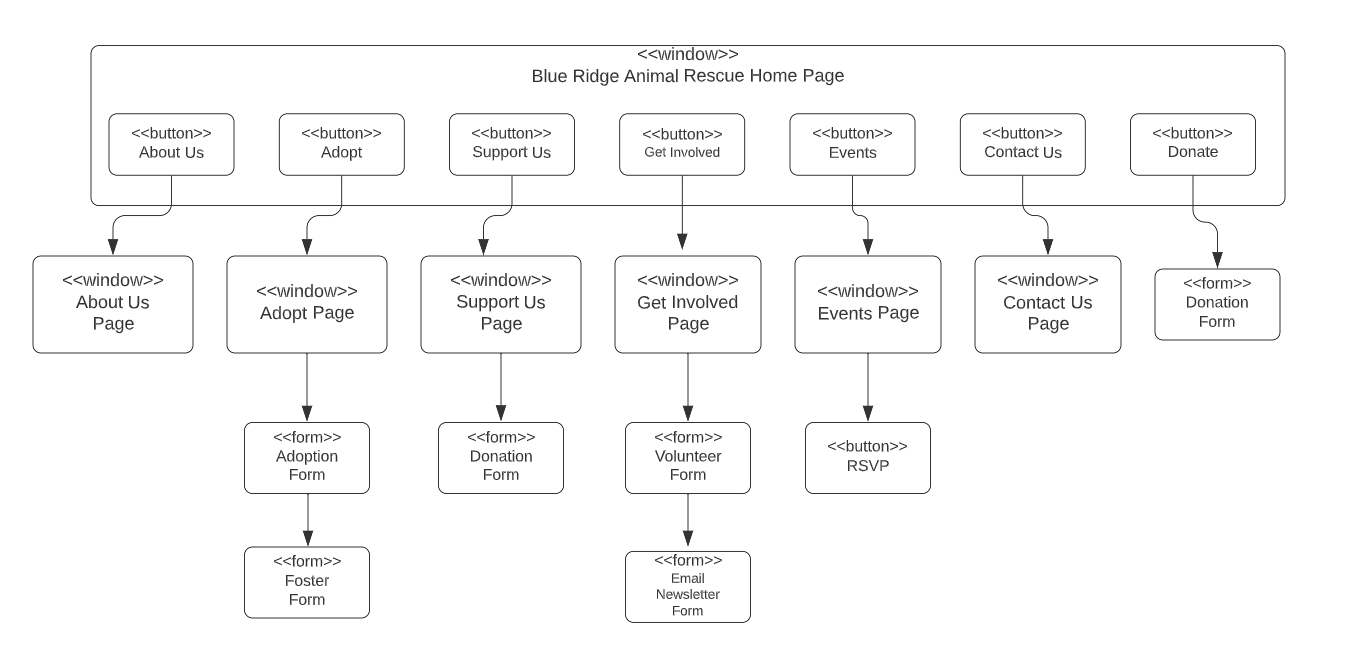 <<window>>
Blue Ridge Animal Rescue Home Page
<<button>>
About Us
<<button>>
Adopt
<<button>>
Support Us
<<button>>
Get Involved
<<button>>
Events
<<button>>
Contact Us
<<button>>
Donate
<<window>>
About Us
Page
<<window>>
Adopt Page
<<window>>
Support Us
Page
<<window>>
Get Involved
Page
<<window>>
Events Page
<<window>>
Contact Us
Page
<<form>>
Donation
Form
<<form>>
Adoption
Form
<<form>>
Donation
Form
<<form>>
Volunteer
Form
<<button>>
RSVP
<<form>>
Foster
Form
<<form>>
Email
Newsletter
Form